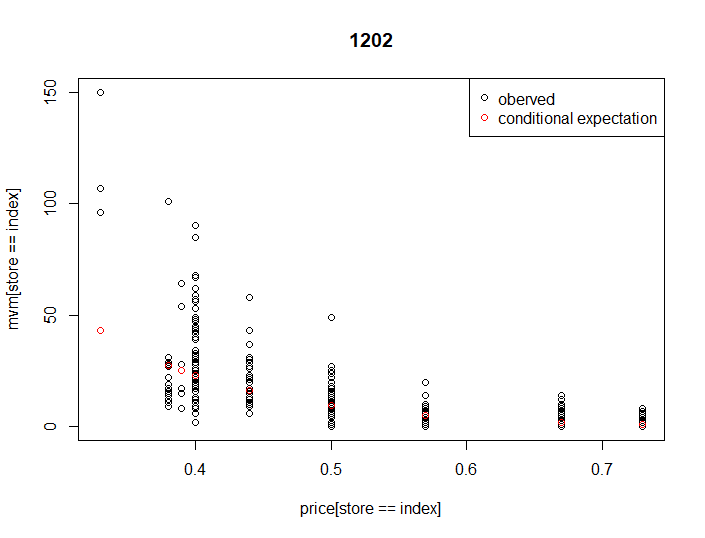 1202
oberved
conditional expectation
150
100
50
0
mvm[store == index]
0.4 0.5 0.6 0.7
price[store == index]